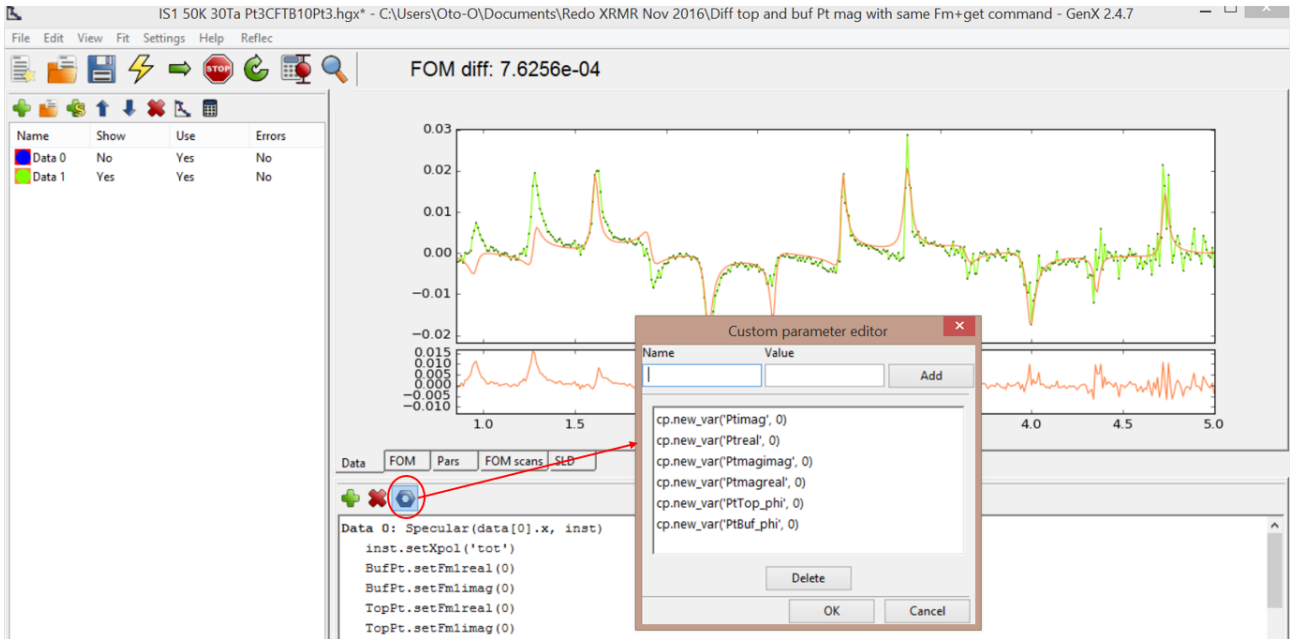 IS1 50K 30Ta Pt3CFTB10Pt3.hgx* - C:\Users\Oto-O\Documents\Redo XRMR Nov 2016\Diff top and buf Pt mag with same Fm+get command - GenX 2.4.7
File Edit View Fit Settings Help Reflec
STOP
FOM diff: 7.6256e-04
Name Show Use Errors
Data 0 No Yes No
Data 1 Yes Yes No
0.03
0.02
0.01
0.00
−0.01
−0.02
0.015
0.010
0.005
0.000
−0.005
−0.010
1.0 1.5 4.0 4.5 5.0
Custom parameter editor
Name Value
Add
cp.new_var('Ptimag', 0)
cp.new_var('Ptreal', 0)
cp.new_var('Ptmagimag', 0)
cp.new_var('Ptmagreal', 0)
cp.new_var('PtTop_phi', 0)
cp.new_var('PtBuf_phi', 0)
Delete
OK Cancel
Data FOM Pars FOM scans SLD
Data 0: Specular(data[0].x, inst)
inst.setXpol('tot')
BufPt.setFm1real(0)
BufPt.setFm1imag(0)
TopPt.setFm1real(0)
TopPt.setFm1imag(0)